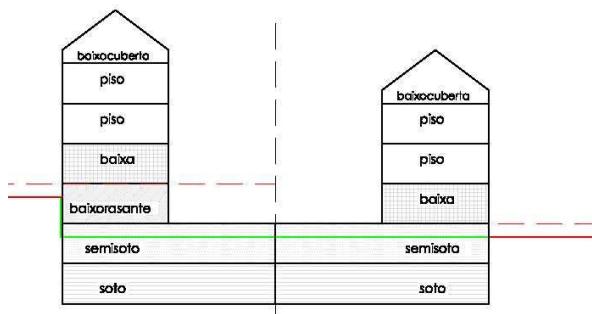 baixocuberta
piso
piso
baixa
baixorasante
semisoto
soto
baixocuberta
piso
piso
baixa
semisoto
soto